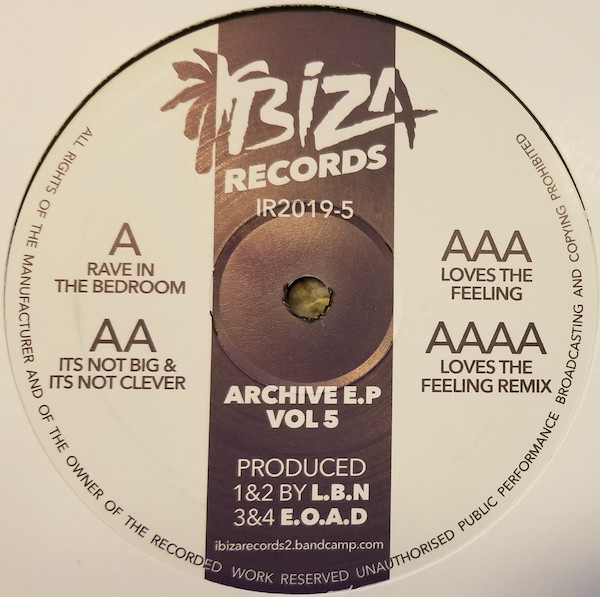 IBIZA
RECORDS
IR2019-5
A
RAVE IN
THE BEDROOM
AA
ITS NOT BIG &
ITS NOT CLEVER
AAA
LOVES THE
FEELING
AAAA
LOVES THE
FEELING REMIX
ARCHIVE E.P
VOL 5
PRODUCED
1&2 BY L.B.N
3&4 E.O.A.D
ibizarecords2.bandcamp.com
ALL RIGHTS OF THE MANUFACTURER AND OF THE OWNER OF THE RECORDED WORK RESERVED UNAUTHORISED PUBLIC PERFORMANCE BROADCASTING AND COPYING PROHIBITED